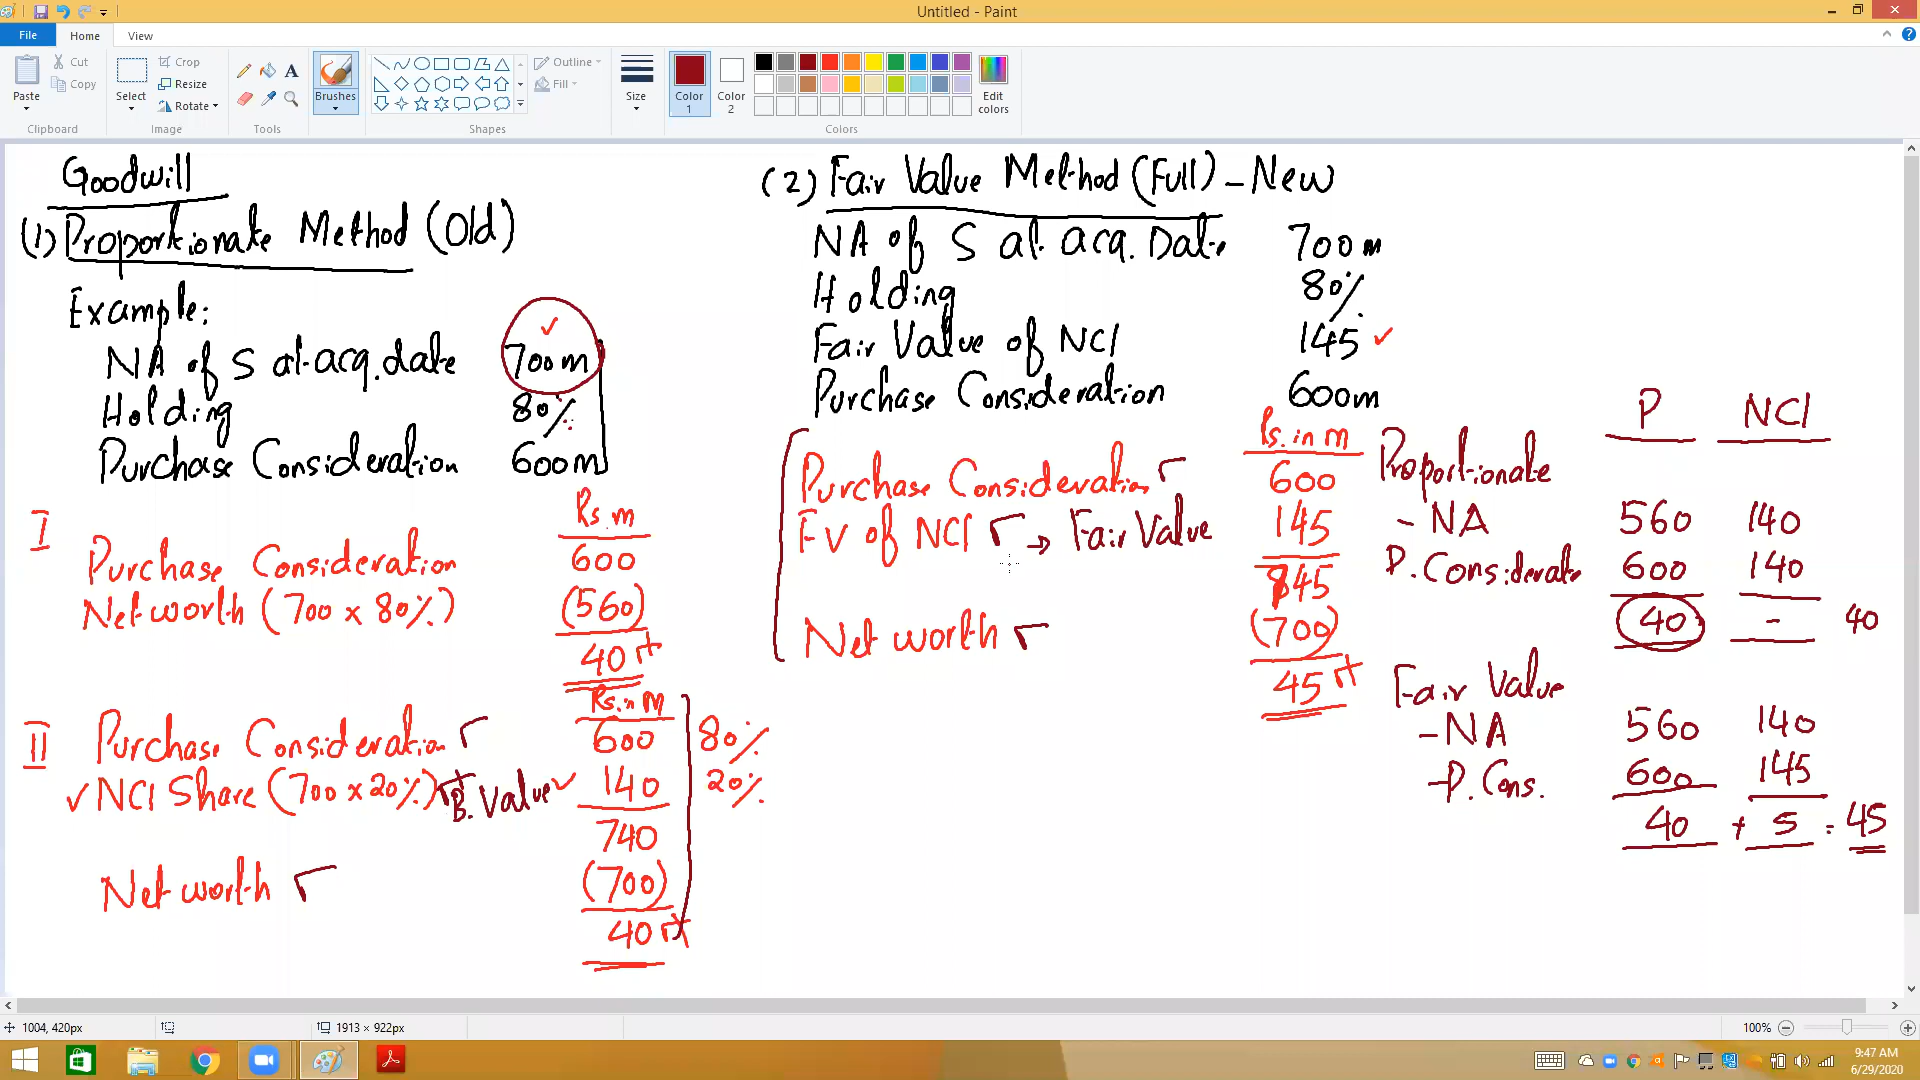 Untitled - Paint
File Home View
Paste
Cut
Copy
Clipboard
Select
Crop
Resize
Rotate
Image
Tools
Brushes
Shapes
Outline
Fill
Size
Color 1
Color 2
Colors
Edit colors
Goodwill
(1) Proportionate Method (Old)
Example:
NA of S at acq. date 700m
Holding 80%
Purchase Consideration 600m
I
Rs. m
Purchase Consideration 600
Net worth (700 x 80%) (560)
40
II
Rs. in M
Purchase Consideration 600 80%
NCI Share (700 x 20%) B. Value 140 20%
740
Net worth (700)
40
(2) Fair Value Method (Full) - New
NA of S at acq. Date 700m
Holding 80%
Fair Value of NCI 145
Purchase Consideration 600m
Rs. in M
Purchase Consideration 600
FV of NCI → Fair Value 145
845
Net worth (700)
45
P NCI
Proportionate
- NA 560 140
P. Considerate 600 140
40 - 40
Fair Value
- NA 560 140
- P. Cons. 600 145
40 + 5 = 45
1004, 420px
1913 × 922px
100%
9:47 AM
6/29/2020